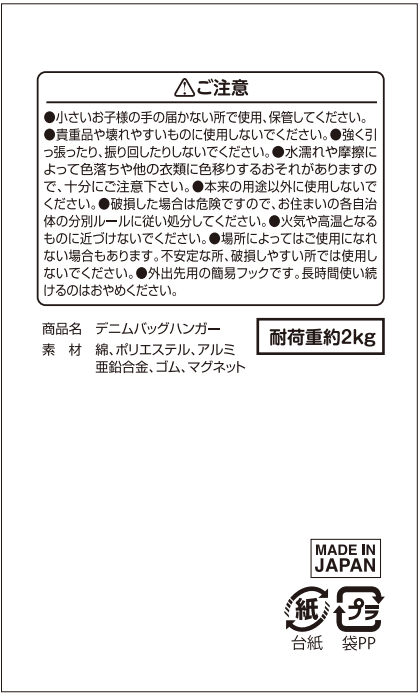 ⚠ご注意
●小さいお子様の手の届かない所で使用、保管してください。
●貴重品や壊れやすいものに使用しないでください。●強く引
っ張ったり、振り回したりしないでください。●水濡れや摩擦に
よって色落ちや他の衣類に色移りするおそれがありますの
で、十分にご注意下さい。●本来の用途以外に使用しないで
ください。●破損した場合は危険ですので、お住まいの各自治
体の分別ルールに従い処分してください。●火気や高温となる
ものに近づけないでください。●場所によってはご使用になれ
ない場合もあります。不安定な所、破損しやすい所では使用し
ないでください。●外出先用の簡易フックです。長時間使い続
けるのはおやめください。
商品名 デニムバッグハンガー
素 材 綿、ポリエステル、アルミ
亜鉛合金、ゴム、マグネット
耐荷重約2kg
MADE IN
JAPAN
紙 プラ
台紙 袋PP